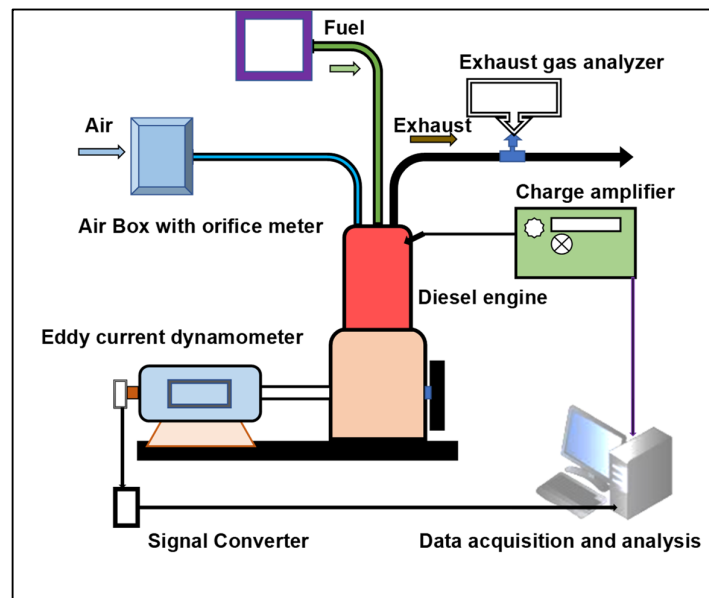 Fuel
Exhaust gas analyzer
Air
Exhaust
Charge amplifier
Air Box with orifice meter
Diesel engine
Eddy current dynamometer
Signal Converter
Data acquisition and analysis